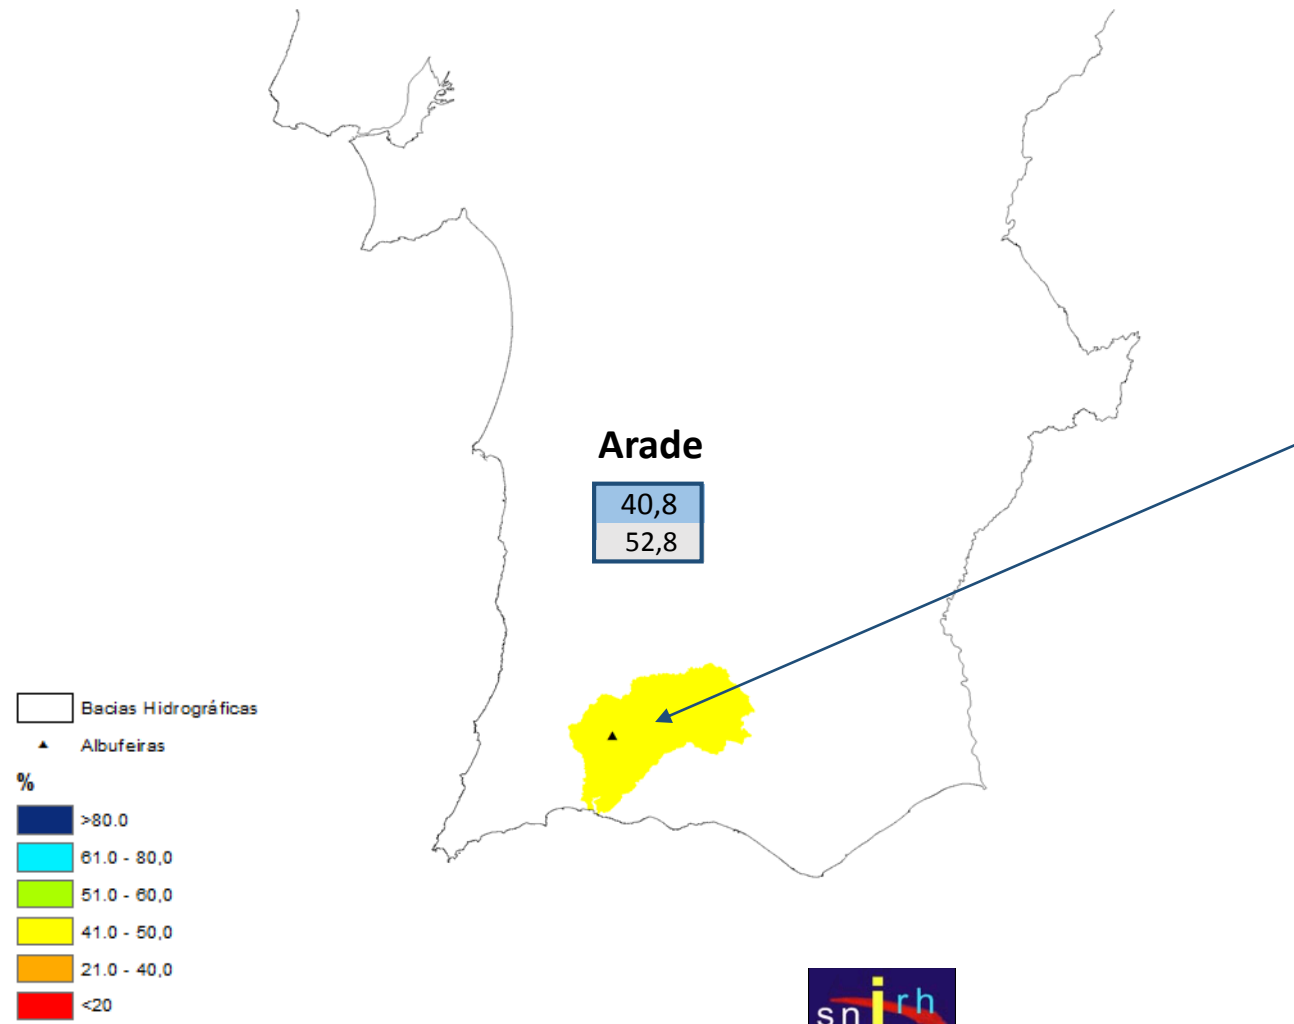 Arade
40,8
52,8
Bacias Hidrográficas
Albufeiras
%
>80.0
61.0 - 80,0
51.0 - 60,0
41.0 - 50,0
21.0 - 40,0
<20
snirh